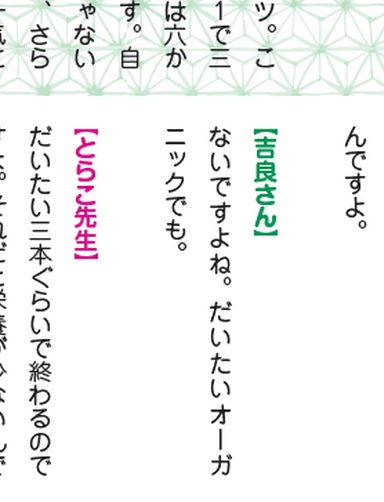 ツ。こ
1で三
は六か
す。自
ゃない
、さら
んですよ。
【吉良さん】
ないですよね。だいたいオーガ
ニックでも。
【とらこ先生】
だいたい三本ぐらいで終わるので